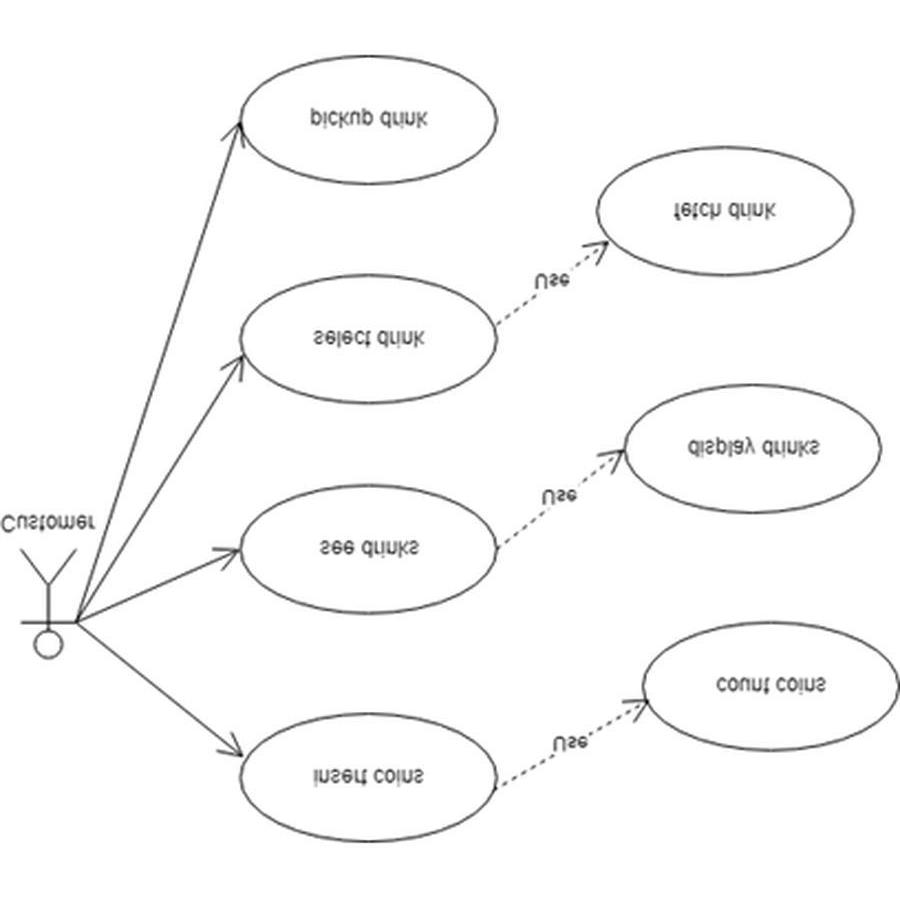 pickup drink
fetch drink
Use
select drink
display drinks
Use
Customer
see drinks
count coins
Use
insert coins